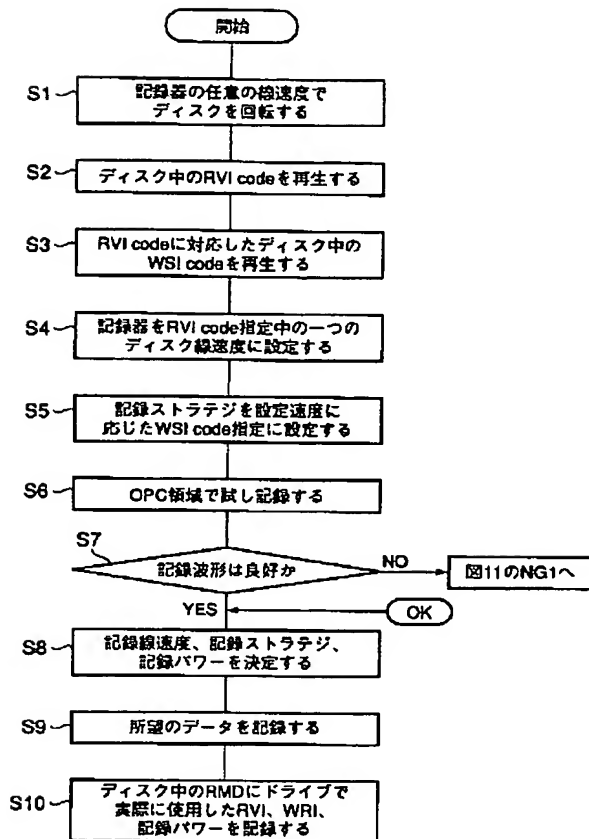 開始
S1
記録器の任意の線速度で
ディスクを回転する
S2
ディスク中のRVI codeを再生する
S3
RVI codeに対応したディスク中の
WSI codeを再生する
S4
記録器をRVI code指定中の一つの
ディスク線速度に設定する
S5
記録ストラテジを設定速度に
応じたWSI code指定に設定する
S6
OPC領域で試し記録する
S7
記録波形は良好か
NO
図11のNG1へ
YES
OK
S8
記録線速度、記録ストラテジ、
記録パワーを決定する
S9
所望のデータを記録する
S10
ディスク中のRMDにドライブで
実際に使用したRVI、WRI、
記録パワーを記録する